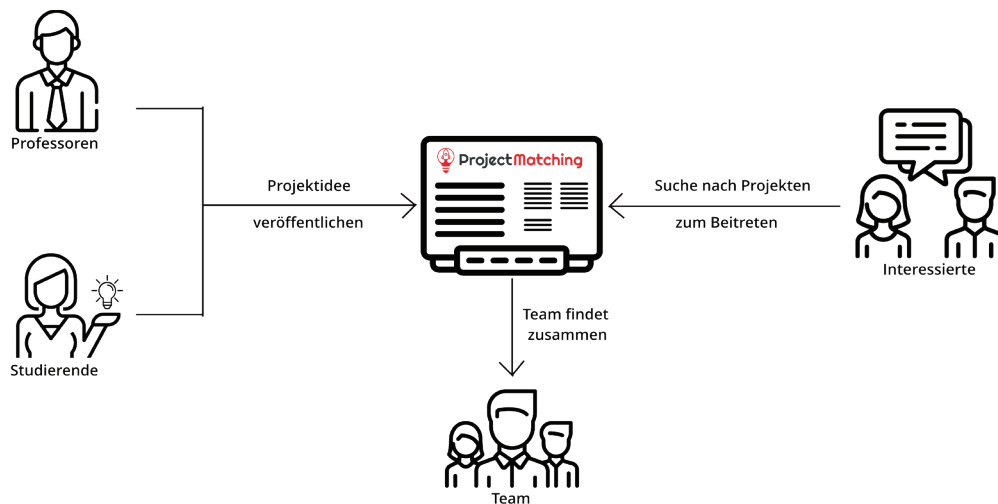 Professoren
ProjectMatching
Projektidee
veröffentlichen
Suche nach Projekten
zum Beitreten
Interessierte
Studierende
Team findet
zusammen
Team